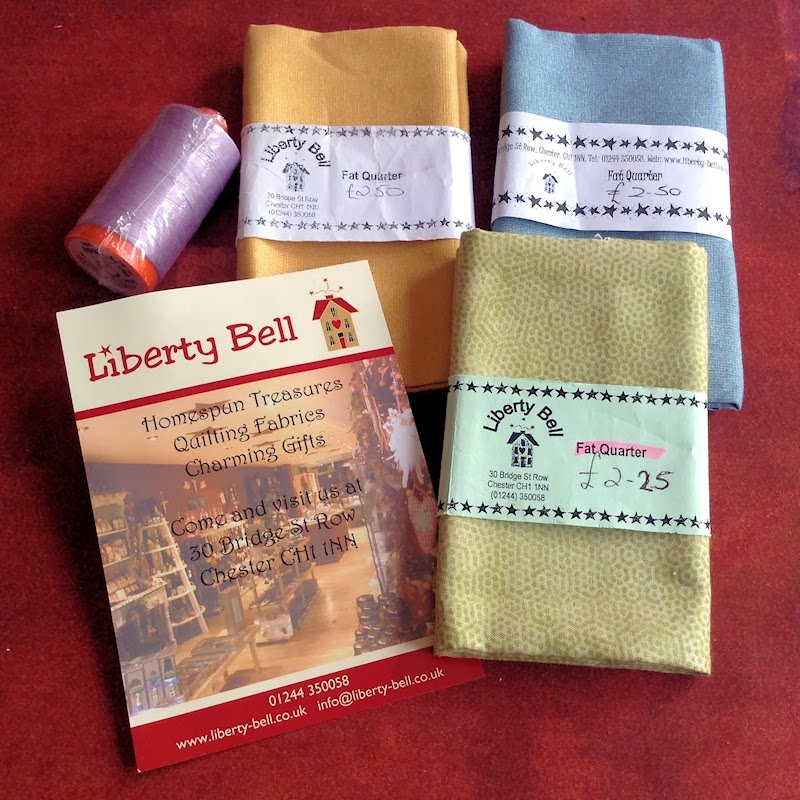 Liberty Bell
Fat Quarter
£2.50
30 Bridge St Row
Chester CH1 1NN
(01244) 350058
Bridge St Row, Chester, CH1 1NN. Tel: 01244 350058. Web: www.liberty-bell.co
Liberty Bell
Fat Quarter
£2-50
Liberty Bell
Homespun Treasures
Quilting Fabrics
Charming Gifts
Come and visit us at
30 Bridge St Row
Chester CH1 1NN
01244 350058
www.liberty-bell.co.uk info@liberty-bell.co.uk
Liberty Bell
Fat Quarter
£2-25
30 Bridge St Row
Chester CH1 1NN
(01244) 350058